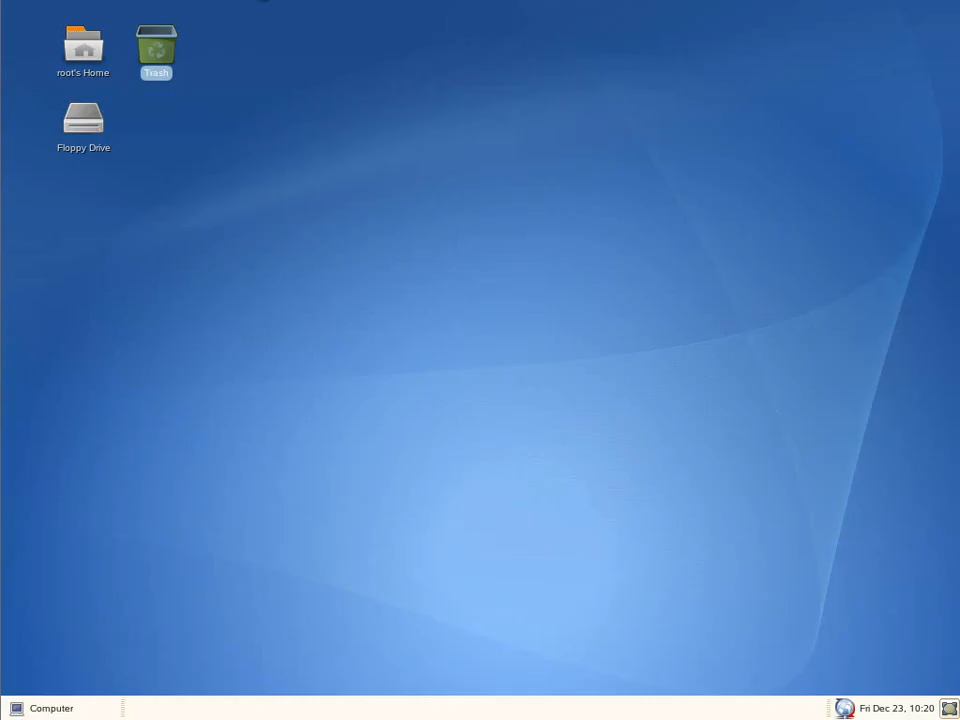 root's Home
Trash
Floppy Drive
Computer
Fri Dec 23, 10:20